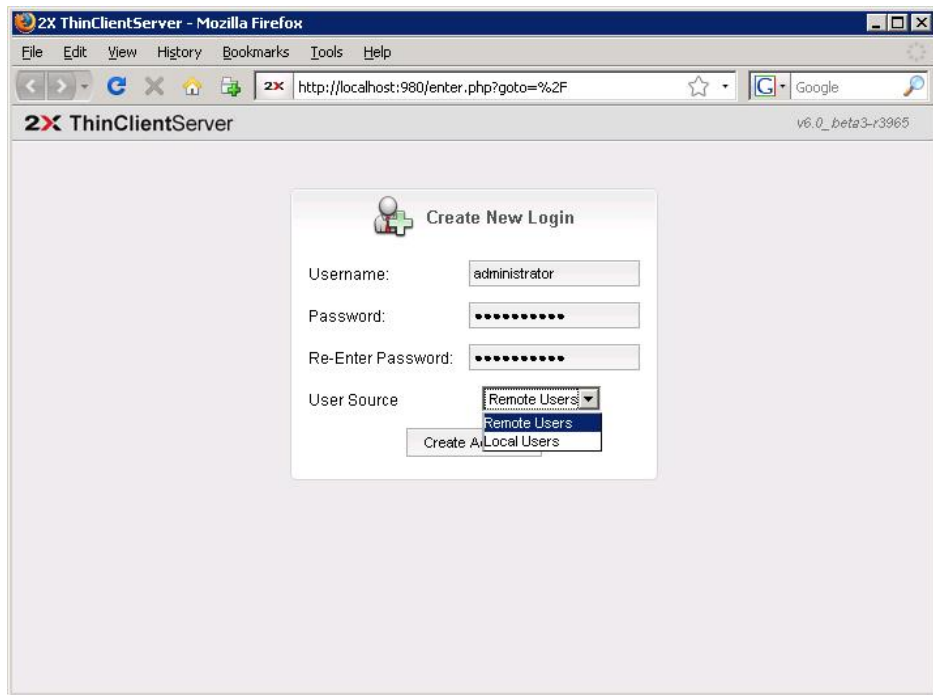 2X ThinClientServer - Mozilla Firefox
File Edit View History Bookmarks Tools Help
2X http://localhost:980/enter.php?goto=%2F G Google
2X ThinClientServer v6.0_beta3-r3965
Create New Login
Username: administrator
Password: ●●●●●●●●●●
Re-Enter Password: ●●●●●●●●●●
User Source Remote Users
Remote Users
Create A Local Users